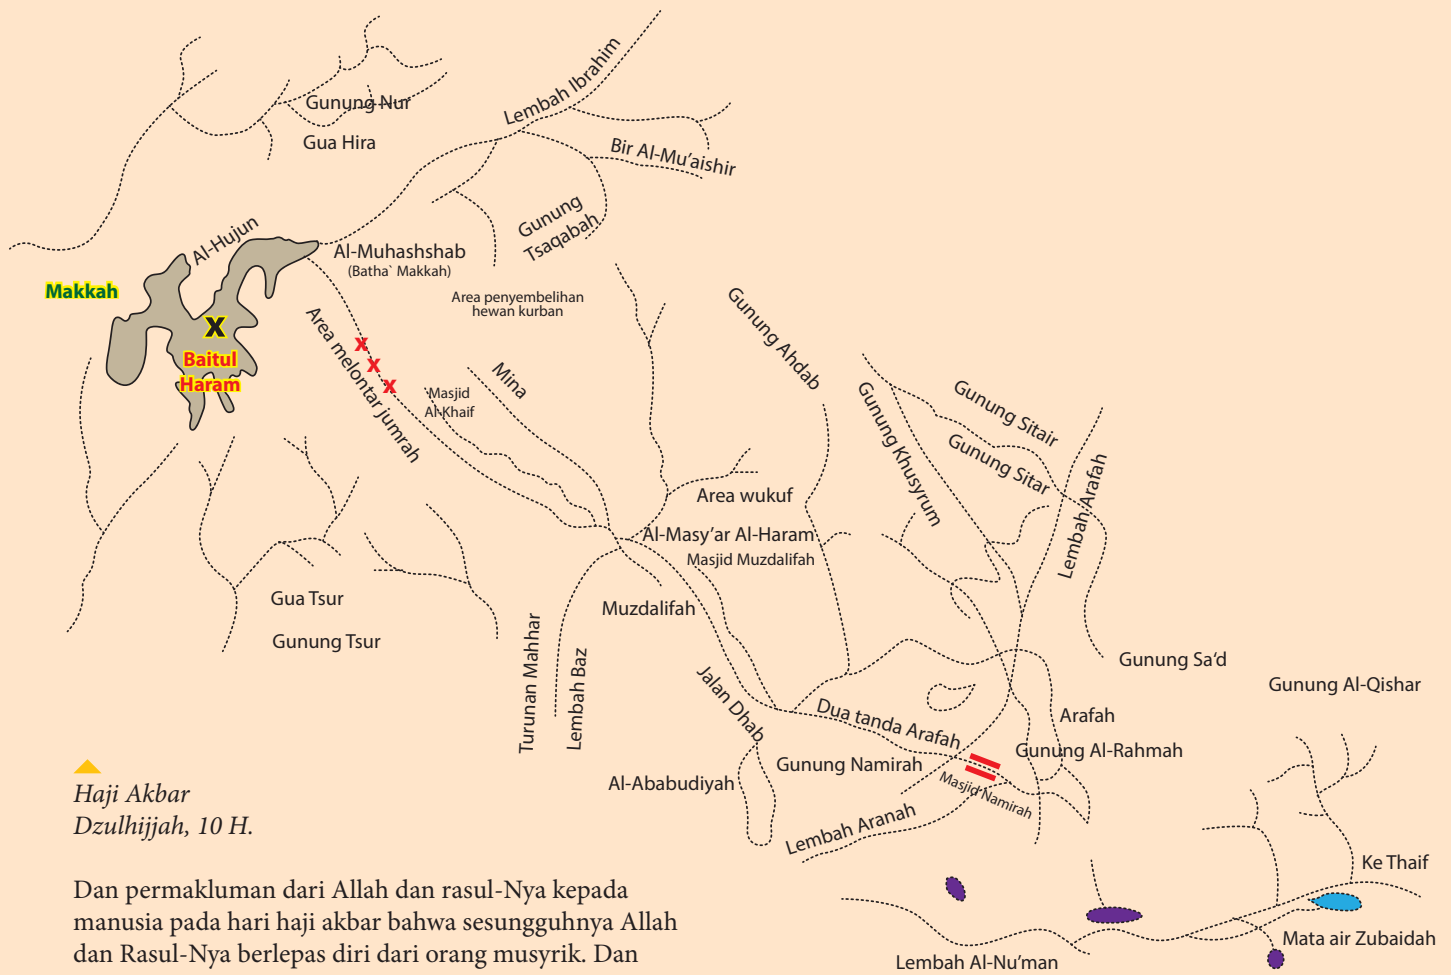 Gunung Nur
Gua Hira
Lembah Ibrahim
Bir Al-Mu'aishir
Gunung
Tsaqabah
Al-Hujun
Al-Muhashshab
(Batha` Makkah)
Makkah
X
Baitul
Haram
Area penyembelihan
hewan kurban
Area melontar jumrah
x
x
x
Masjid
Al-Khaif
Mina
Gunung Ahdab
Gunung Khusyrum
Gunung Sitair
Gunung Sitar
Lembah Arafah
Area wukuf
Al-Masy'ar Al-Haram
Masjid Muzdalifah
Muzdalifah
Gua Tsur
Gunung Tsur
Turunan Mahhar
Lembah Baz
Jalan Dhab
Gunung Sa'd
Gunung Al-Qishar
Dua tanda Arafah
Arafah
Gunung Al-Rahmah
Gunung Namirah
Masjid Namirah
Al-Ababudiyah
Lembah Aranah
Ke Thaif
Mata air Zubaidah
Lembah Al-Nu'man
Haji Akbar
Dzulhijjah, 10 H.
Dan permakluman dari Allah dan rasul-Nya kepada
manusia pada hari haji akbar bahwa sesungguhnya Allah
dan Rasul-Nya berlepas diri dari orang musyrik. Dan